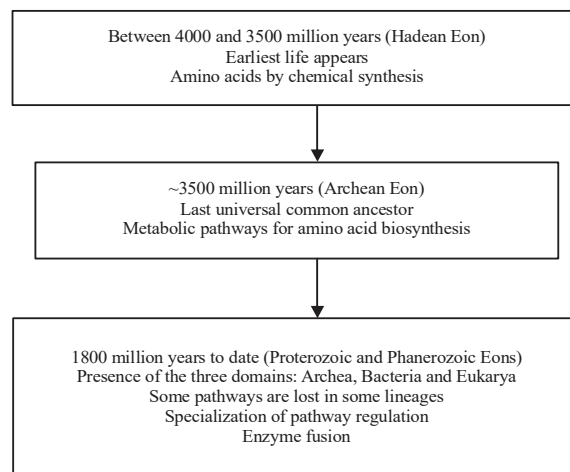 Between 4000 and 3500 million years (Hadean Eon)
Earliest life appears
Amino acids by chemical synthesis
~3500 million years (Archean Eon)
Last universal common ancestor
Metabolic pathways for amino acid biosynthesis
1800 million years to date (Proterozoic and Phanerozoic Eons)
Presence of the three domains: Archea, Bacteria and Eukarya
Some pathways are lost in some lineages
Specialization of pathway regulation
Enzyme fusion